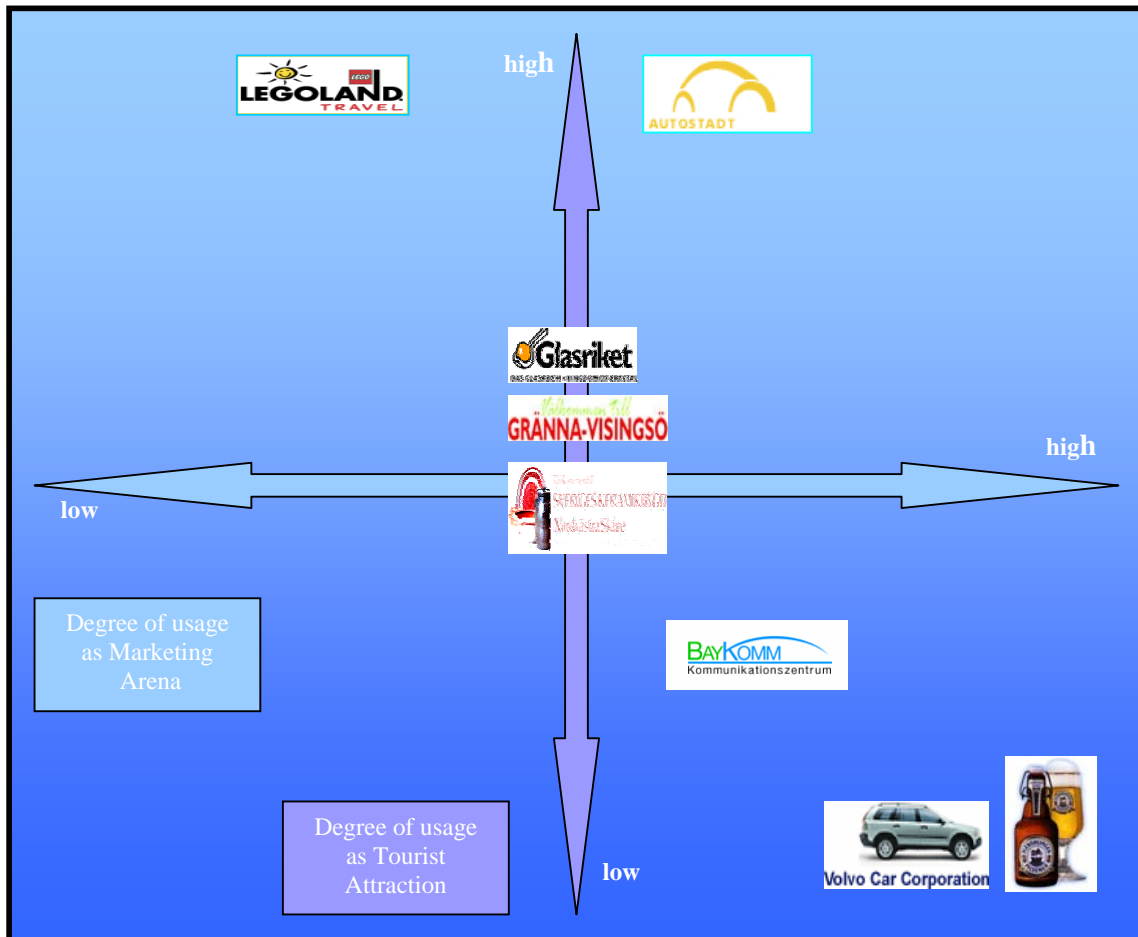 high
LEGO
LEGOLAND
TRAVEL
AUTOSTADT
Glasriket
Välkommen till
GRÄNNA-VISINGSÖ
high
low
Degree of usage
as Marketing
Arena
BAYKOMM
Kommunikationszentrum
Degree of usage
as Tourist
Attraction
low
Volvo Car Corporation